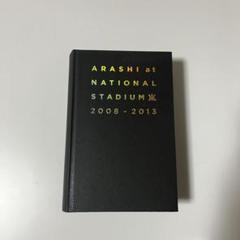 ARASHI at
NATIONAL
STADIUM 嵐
2008 - 2013